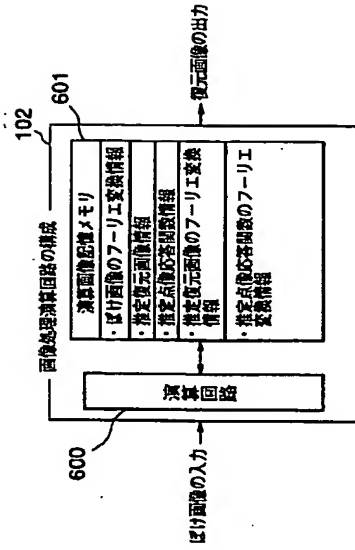 画像処理演算回路の構成
102
601
演算画像記憶メモリ
・ぼけ画像のフーリエ変換情報
・推定復元画像情報
・推定点像応答関数情報
・推定復元画像のフーリエ変換
情報
・推定点像応答関数のフーリエ
変換情報
600
演算回路
ぼけ画像の入力
復元画像の出力